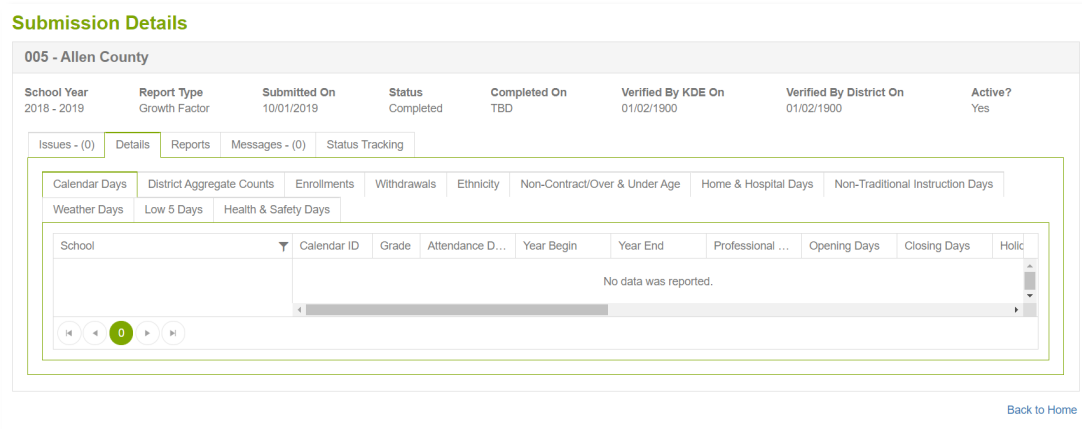 Submission Details
005 - Allen County
School Year Report Type Submitted On Status Completed On Verified By KDE On Verified By District On Active?
2018 - 2019 Growth Factor 10/01/2019 Completed TBD 01/02/1900 01/02/1900 Yes
Issues - (0) Details Reports Messages - (0) Status Tracking
Calendar Days District Aggregate Counts Enrollments Withdrawals Ethnicity Non-Contract/Over & Under Age Home & Hospital Days Non-Traditional Instruction Days
Weather Days Low 5 Days Health & Safety Days
School Calendar ID Grade Attendance D... Year Begin Year End Professional ... Opening Days Closing Days Holic
No data was reported.
0
Back to Home